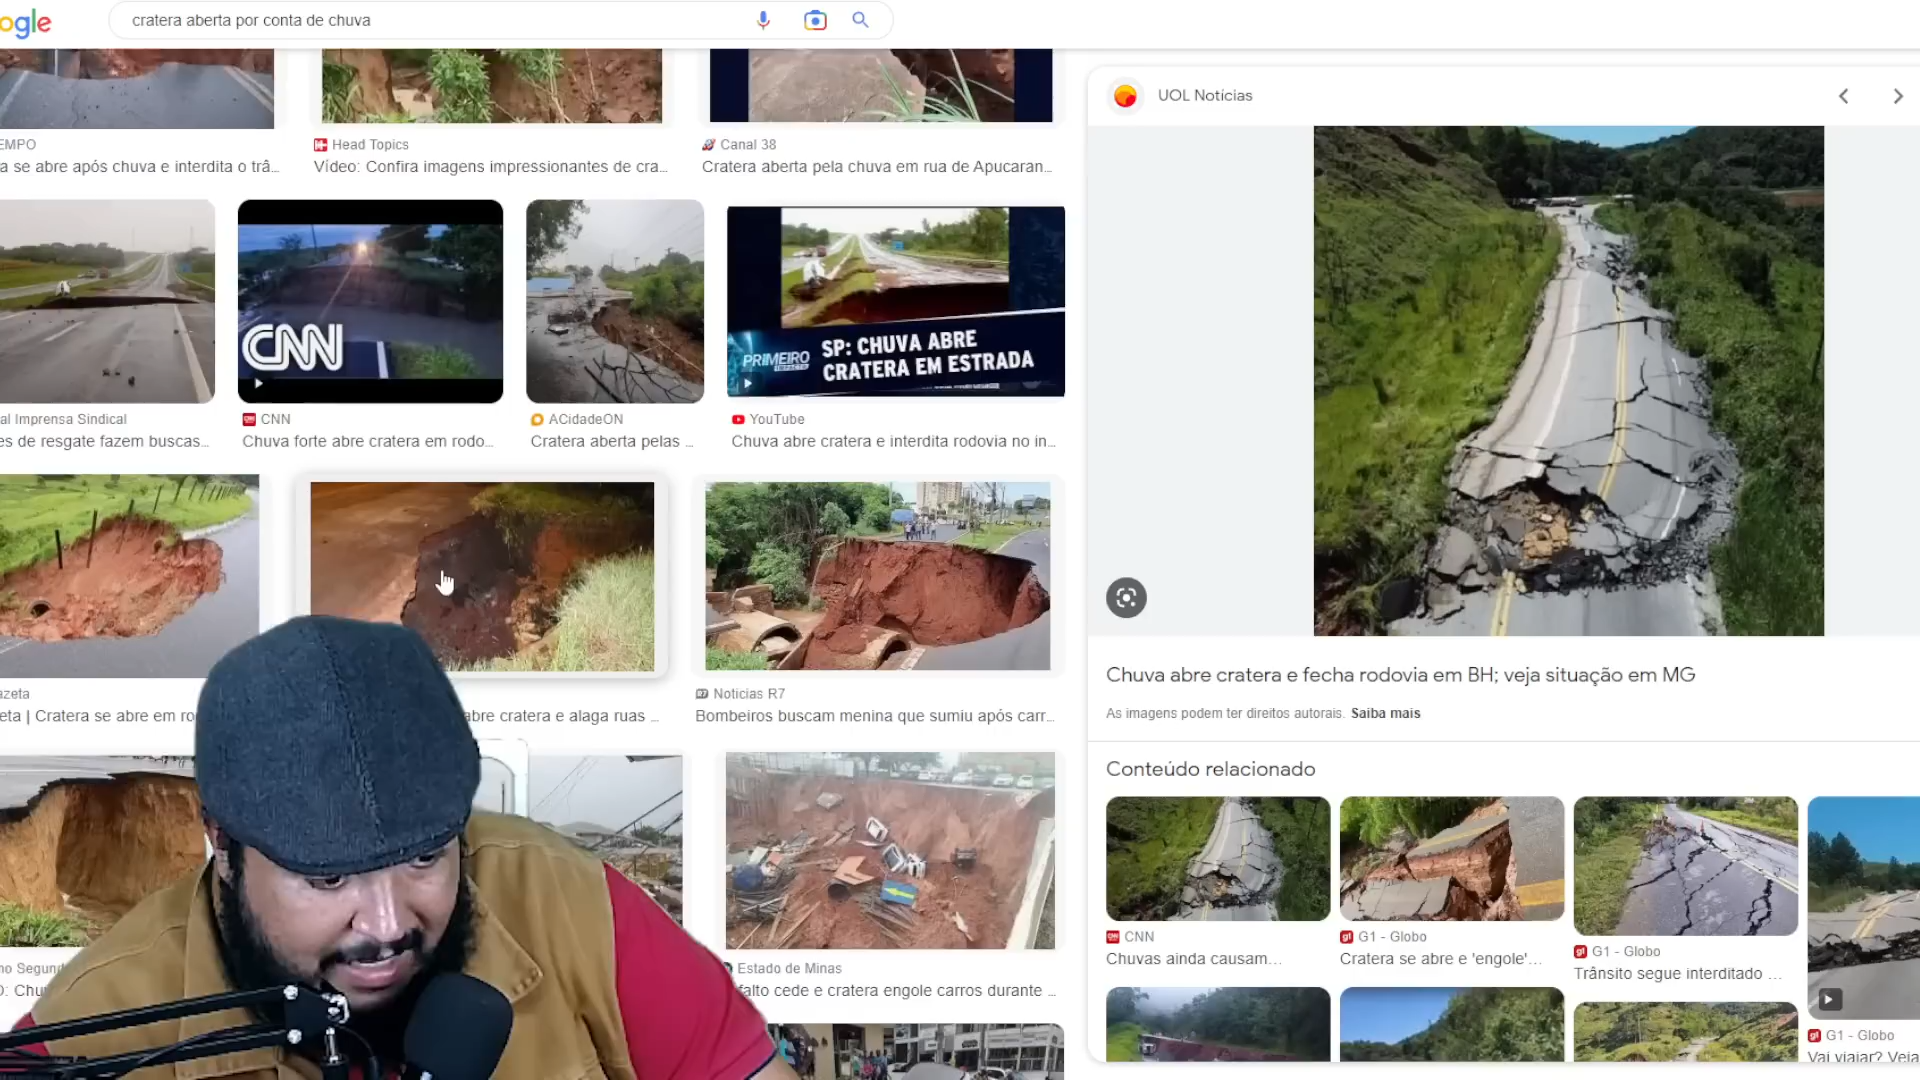 ogle
cratera aberta por conta de chuva
UOL Notícias
EMPO
a se abre após chuva e interdita o trâ...
Head Topics
Vídeo: Confira imagens impressionantes de cra...
Canal 38
Cratera aberta pela chuva em rua de Apucaran...
CNN
PRIMEIRO
IMPACTO
SP: CHUVA ABRE
CRATERA EM ESTRADA
al Imprensa Sindical
es de resgate fazem buscas...
CNN
Chuva forte abre cratera em rodo...
ACidadeON
Cratera aberta pelas ...
YouTube
Chuva abre cratera e interdita rodovia no in...
azeta
eta | Cratera se abre em ro
abre cratera e alaga ruas ...
Notícias R7
Bombeiros buscam menina que sumiu após carr...
no Segund
O: Chu
Estado de Minas
falto cede e cratera engole carros durante ...
Chuva abre cratera e fecha rodovia em BH; veja situação em MG
As imagens podem ter direitos autorais. Saiba mais
Conteúdo relacionado
CNN
Chuvas ainda causam...
G1 - Globo
Cratera se abre e 'engole'...
G1 - Globo
Trânsito segue interditado ...
G1 - Globo
Vai viajar? Veja